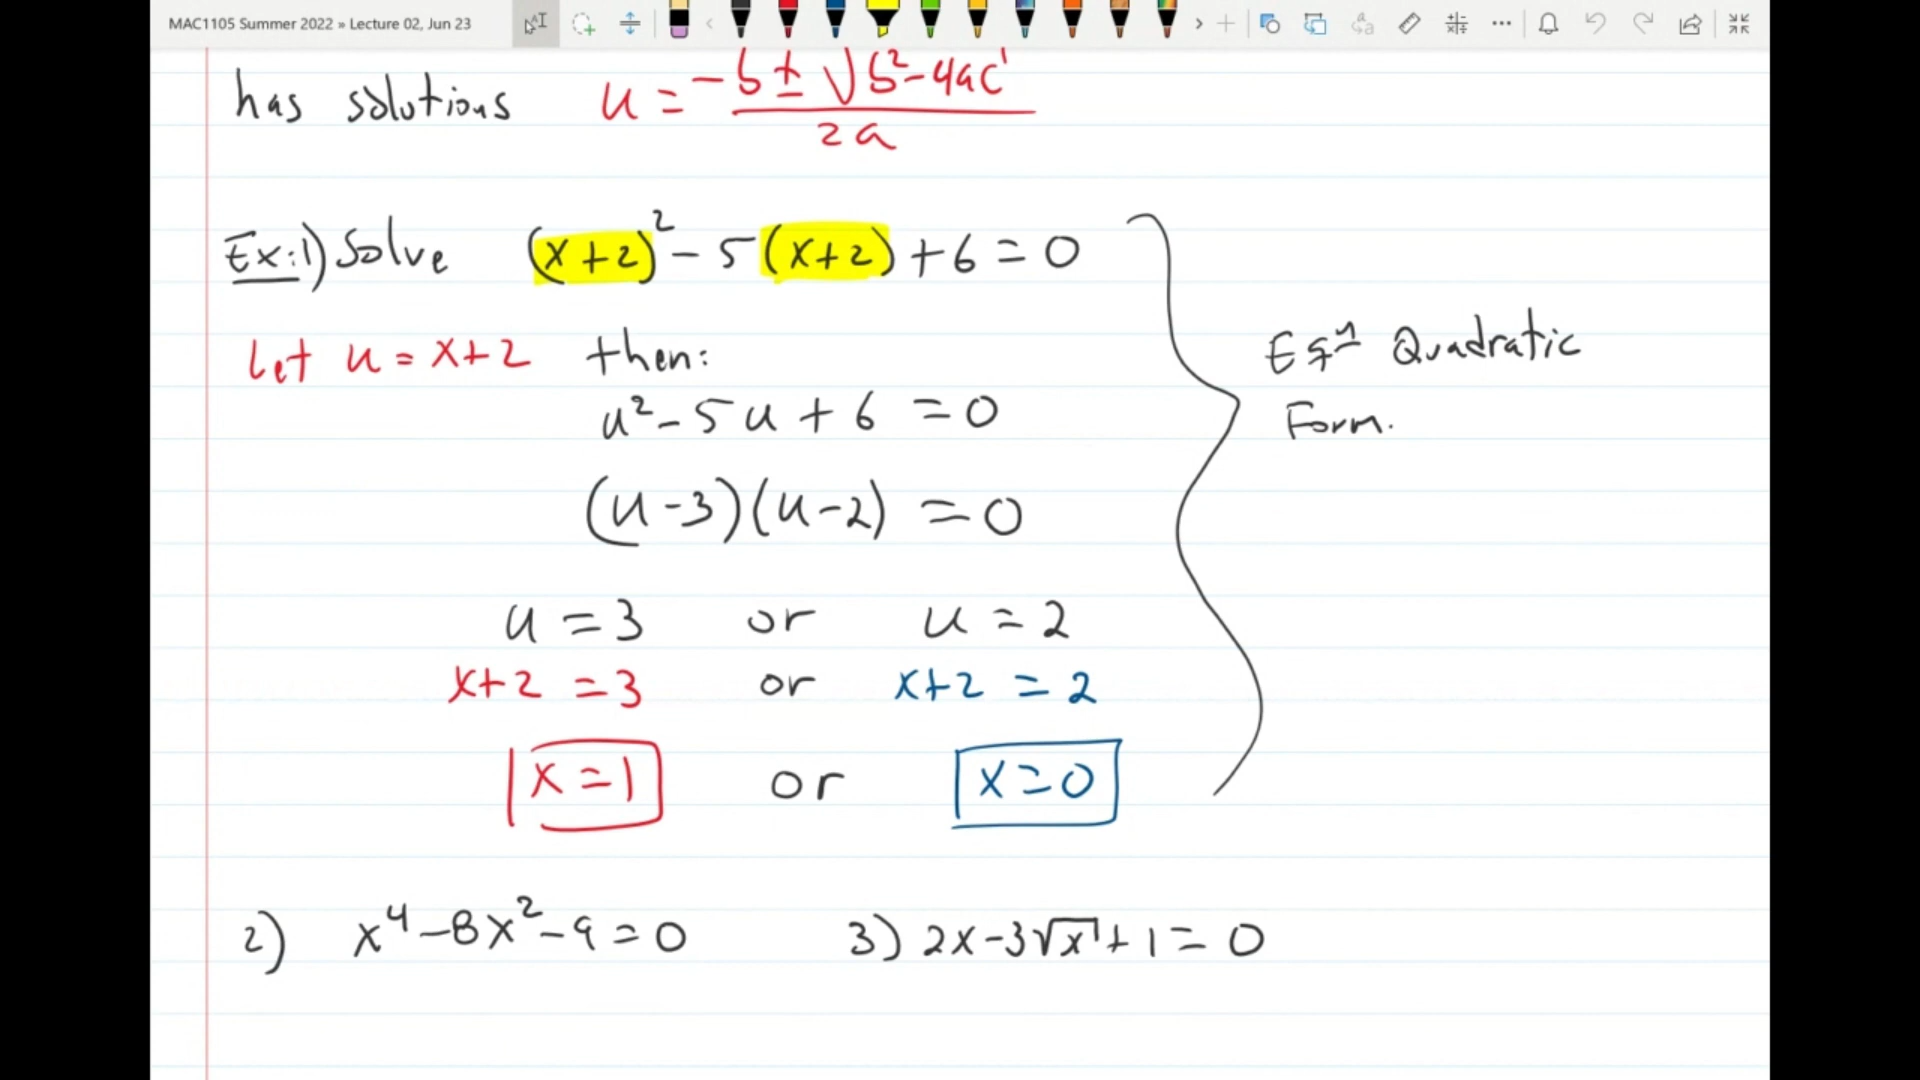 MAC1105 Summer 2022 » Lecture 02, Jun 23
has solutions u = -b ± √b²-4ac / 2a
Ex:1) Solve (x+2)² - 5(x+2) + 6 = 0
Let u = x+2 then:
u² - 5u + 6 = 0
Eqⁿ Quadratic
Form.
(u-3)(u-2) = 0
u = 3 or u = 2
x+2 = 3 or x+2 = 2
x = 1 or x = 0
2) x⁴-8x²-9=0 3) 2x-3√x+1=0